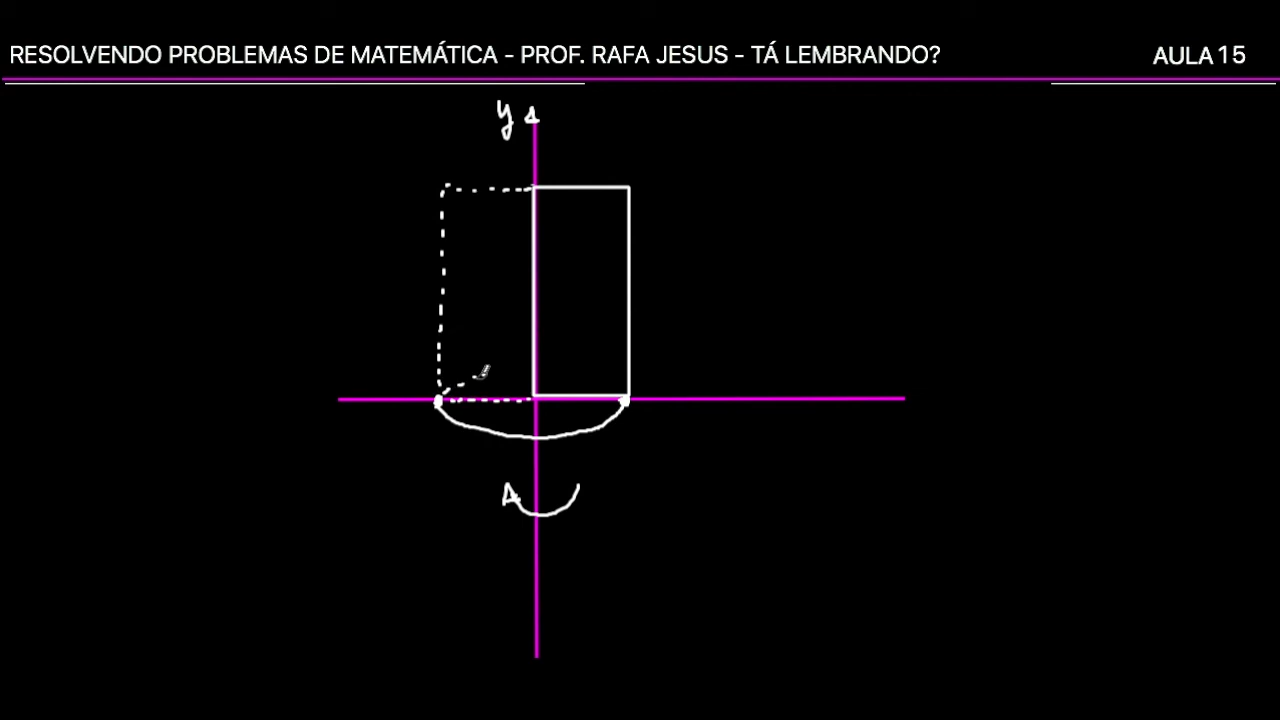 RESOLVENDO PROBLEMAS DE MATEMÁTICA - PROF. RAFA JESUS - TÁ LEMBRANDO?
AULA 15
y